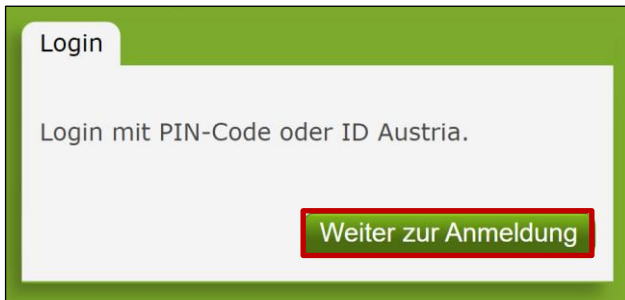 Login
Login mit PIN-Code oder ID Austria.
Weiter zur Anmeldung